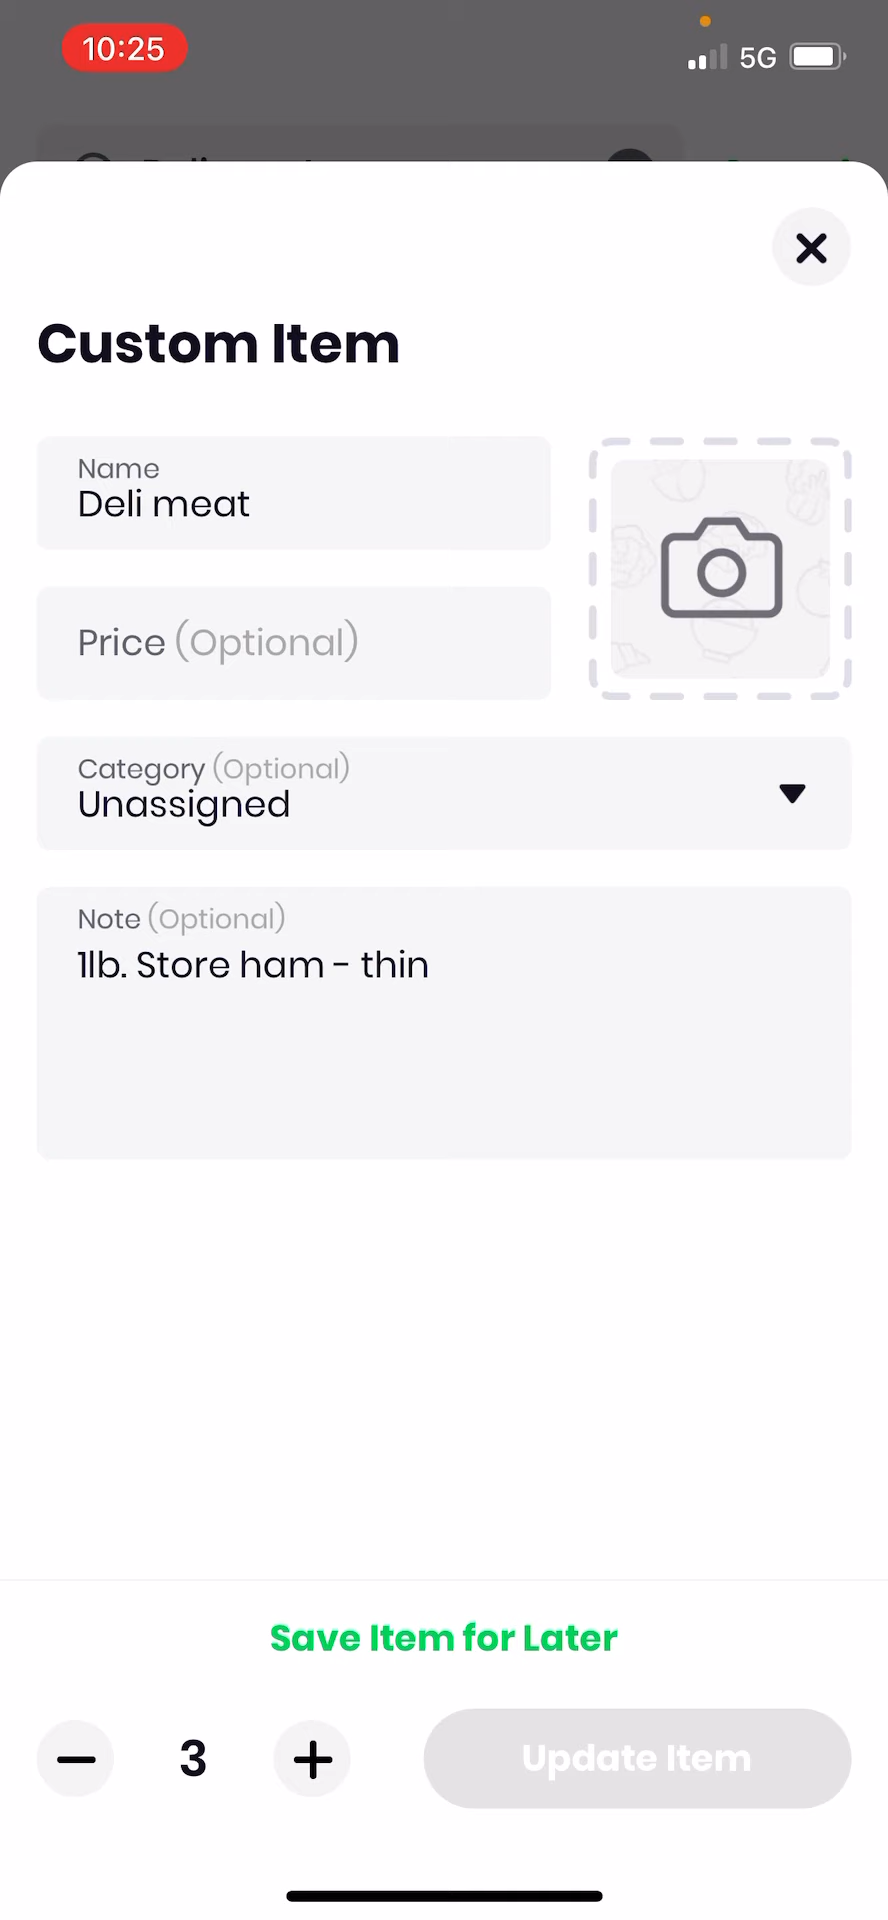 10:25
5G
Custom Item
Name
Deli meat
Price (Optional)
Category (Optional)
Unassigned
Note (Optional)
1lb. Store ham - thin
Save Item for Later
3
Update Item